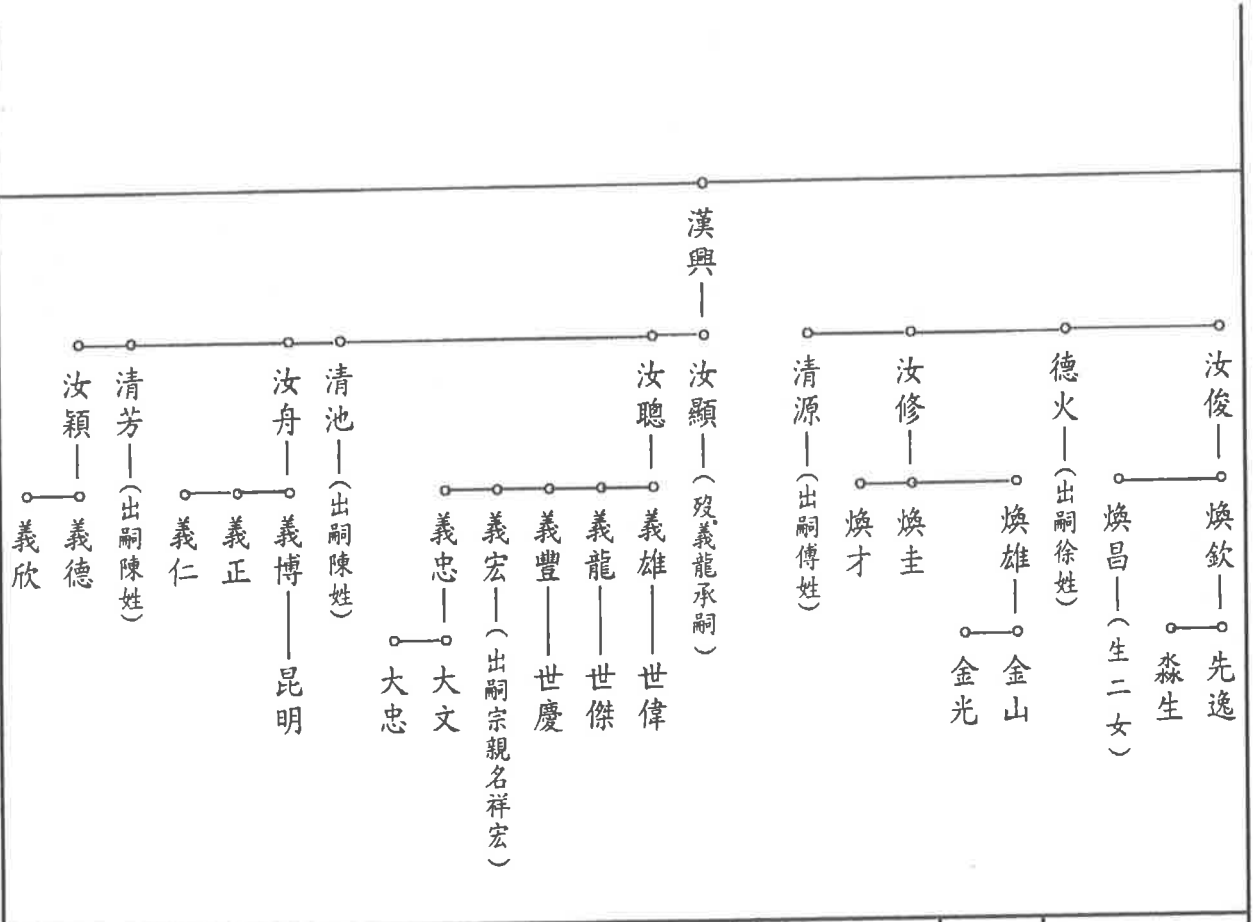 汝俊
煥欽
先逸
淼生
煥昌(生二女)
德火(出嗣徐姓)
汝修
煥雄
金山
金光
煥圭
煥才
清源(出嗣傅姓)
漢興
汝顯(歿義龍承嗣)
汝聰
義雄
世偉
義龍
世傑
義豐
世慶
義宏(出嗣宗親名祥宏)
義忠
大文
大忠
清池(出嗣陳姓)
汝舟
義博
昆明
義正
義仁
清芳(出嗣陳姓)
汝穎
義德
義欣